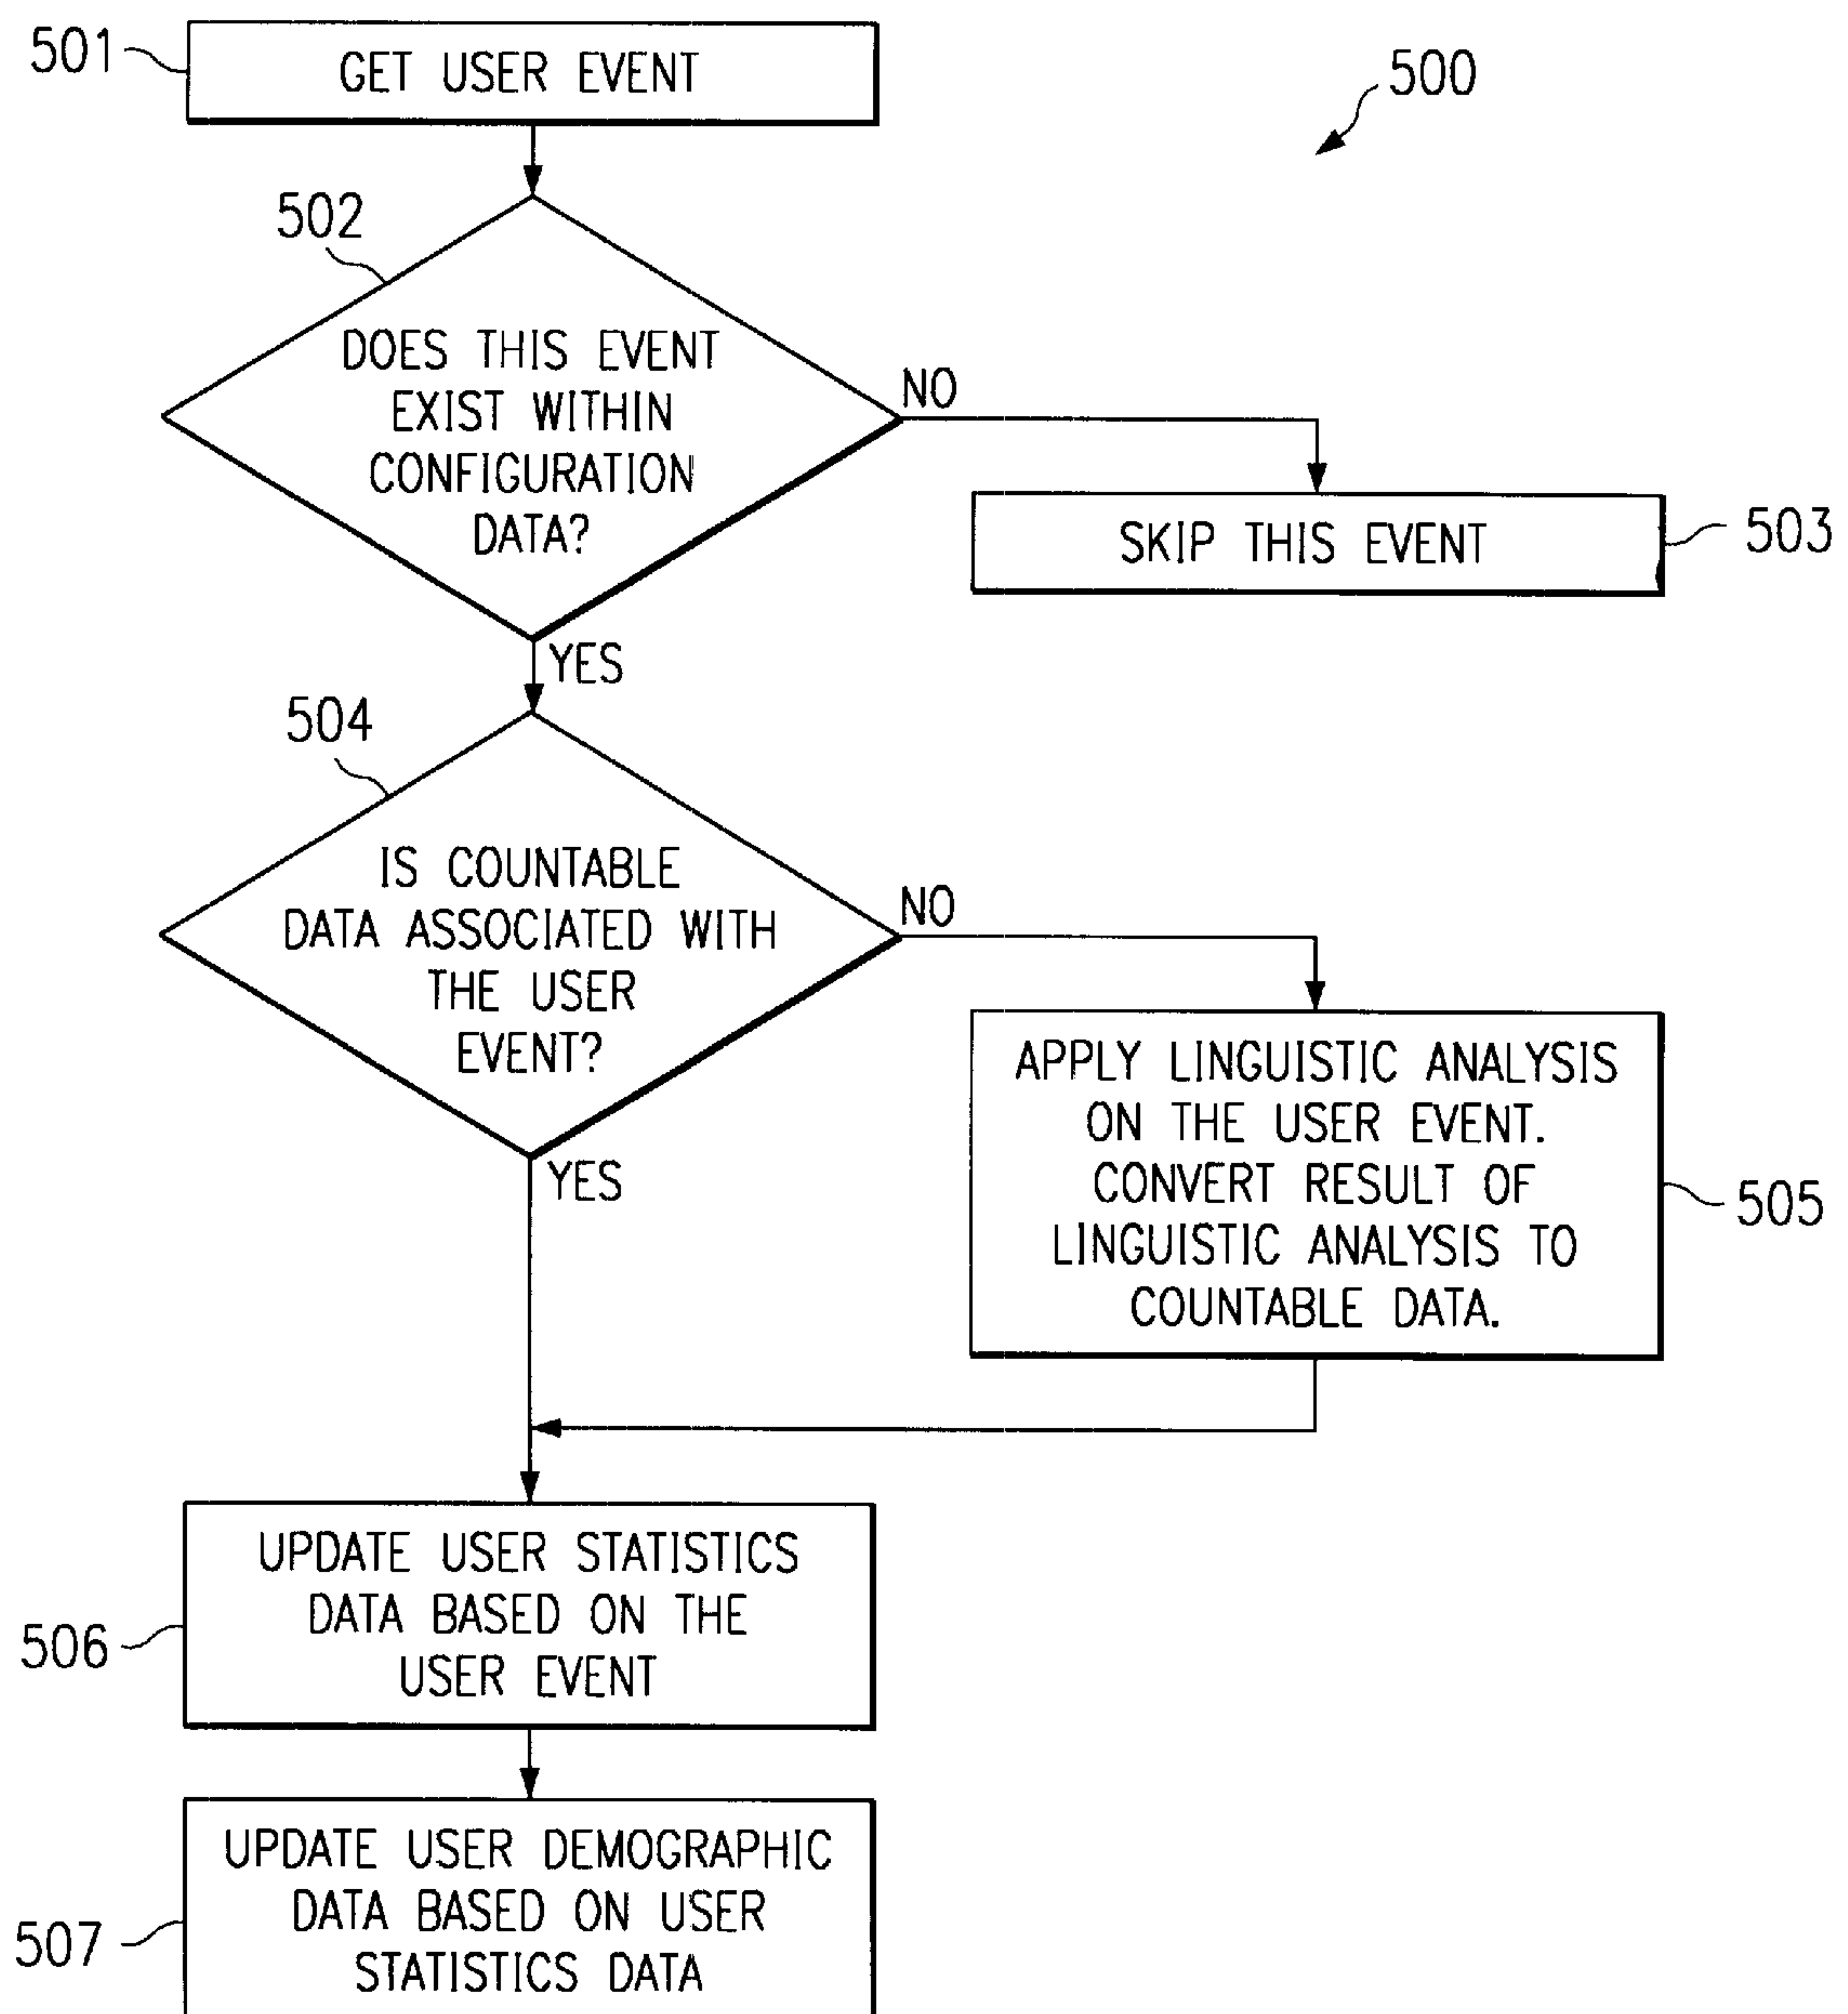 501
GET USER EVENT
500
502
DOES THIS EVENT
EXIST WITHIN
CONFIGURATION
DATA?
NO
SKIP THIS EVENT
503
YES
504
IS COUNTABLE
DATA ASSOCIATED WITH
THE USER
EVENT?
NO
APPLY LINGUISTIC ANALYSIS
ON THE USER EVENT.
CONVERT RESULT OF
LINGUISTIC ANALYSIS TO
COUNTABLE DATA.
505
YES
UPDATE USER STATISTICS
DATA BASED ON THE
USER EVENT
506
UPDATE USER DEMOGRAPHIC
DATA BASED ON USER
STATISTICS DATA
507